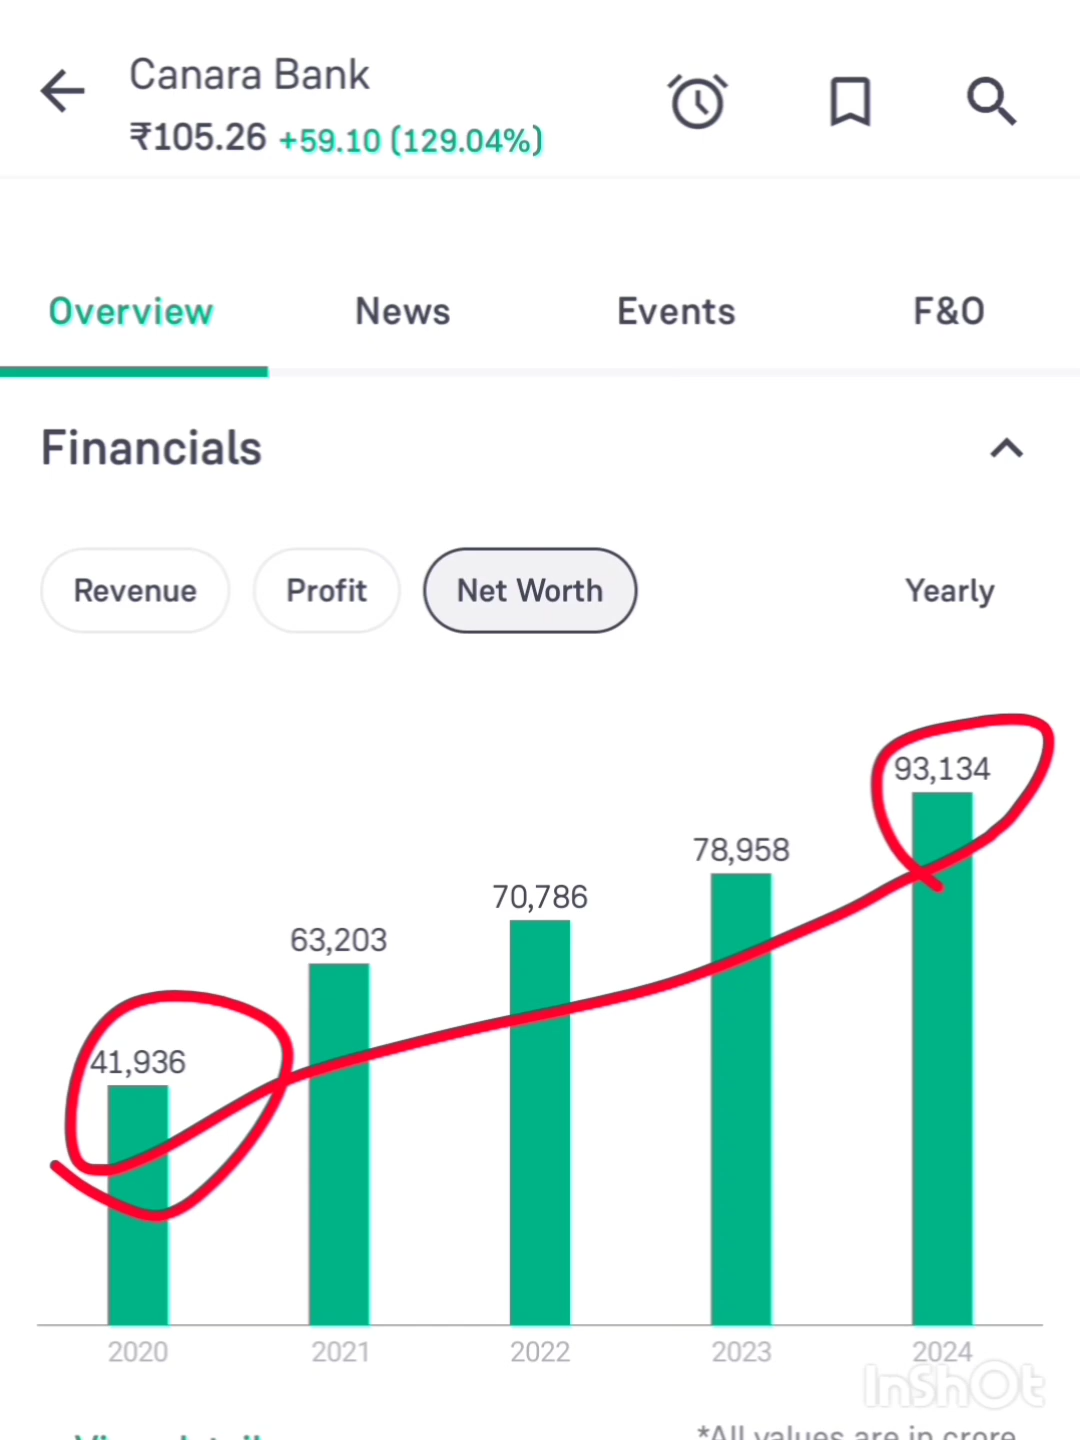 Canara Bank
₹105.26 +59.10 (129.04%)
Overview News Events F&O
Financials
Revenue Profit Net Worth Yearly
93,134
78,958
70,786
63,203
41,936
2020 2021 2022 2023 2024
InShOt
*All values are in crore